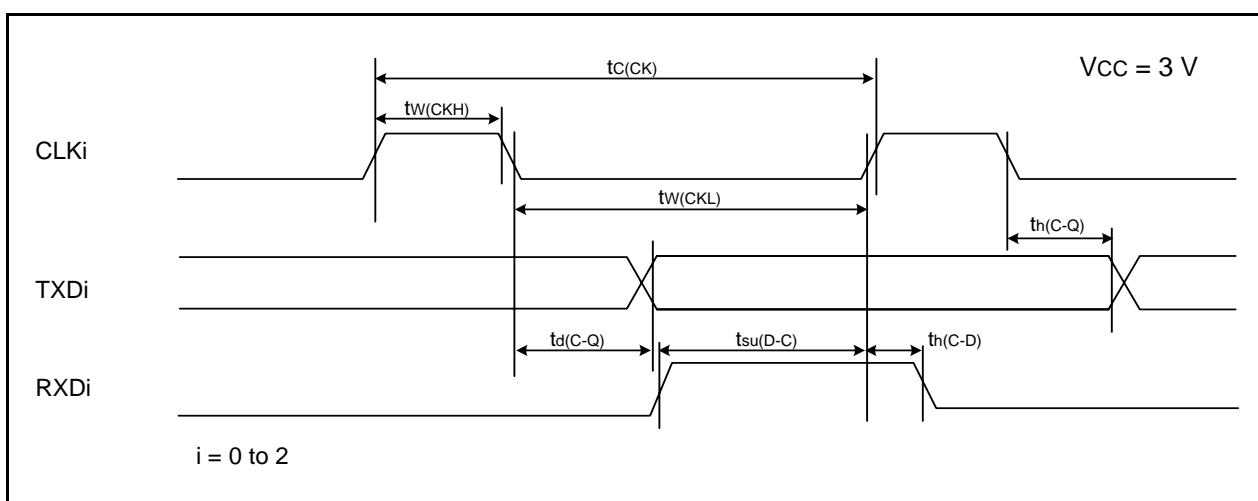 tC(CK)
VCC = 3 V
tW(CKH)
CLKi
tW(CKL)
th(C-Q)
TXDi
td(C-Q)
tsu(D-C)
th(C-D)
RXDi
i = 0 to 2